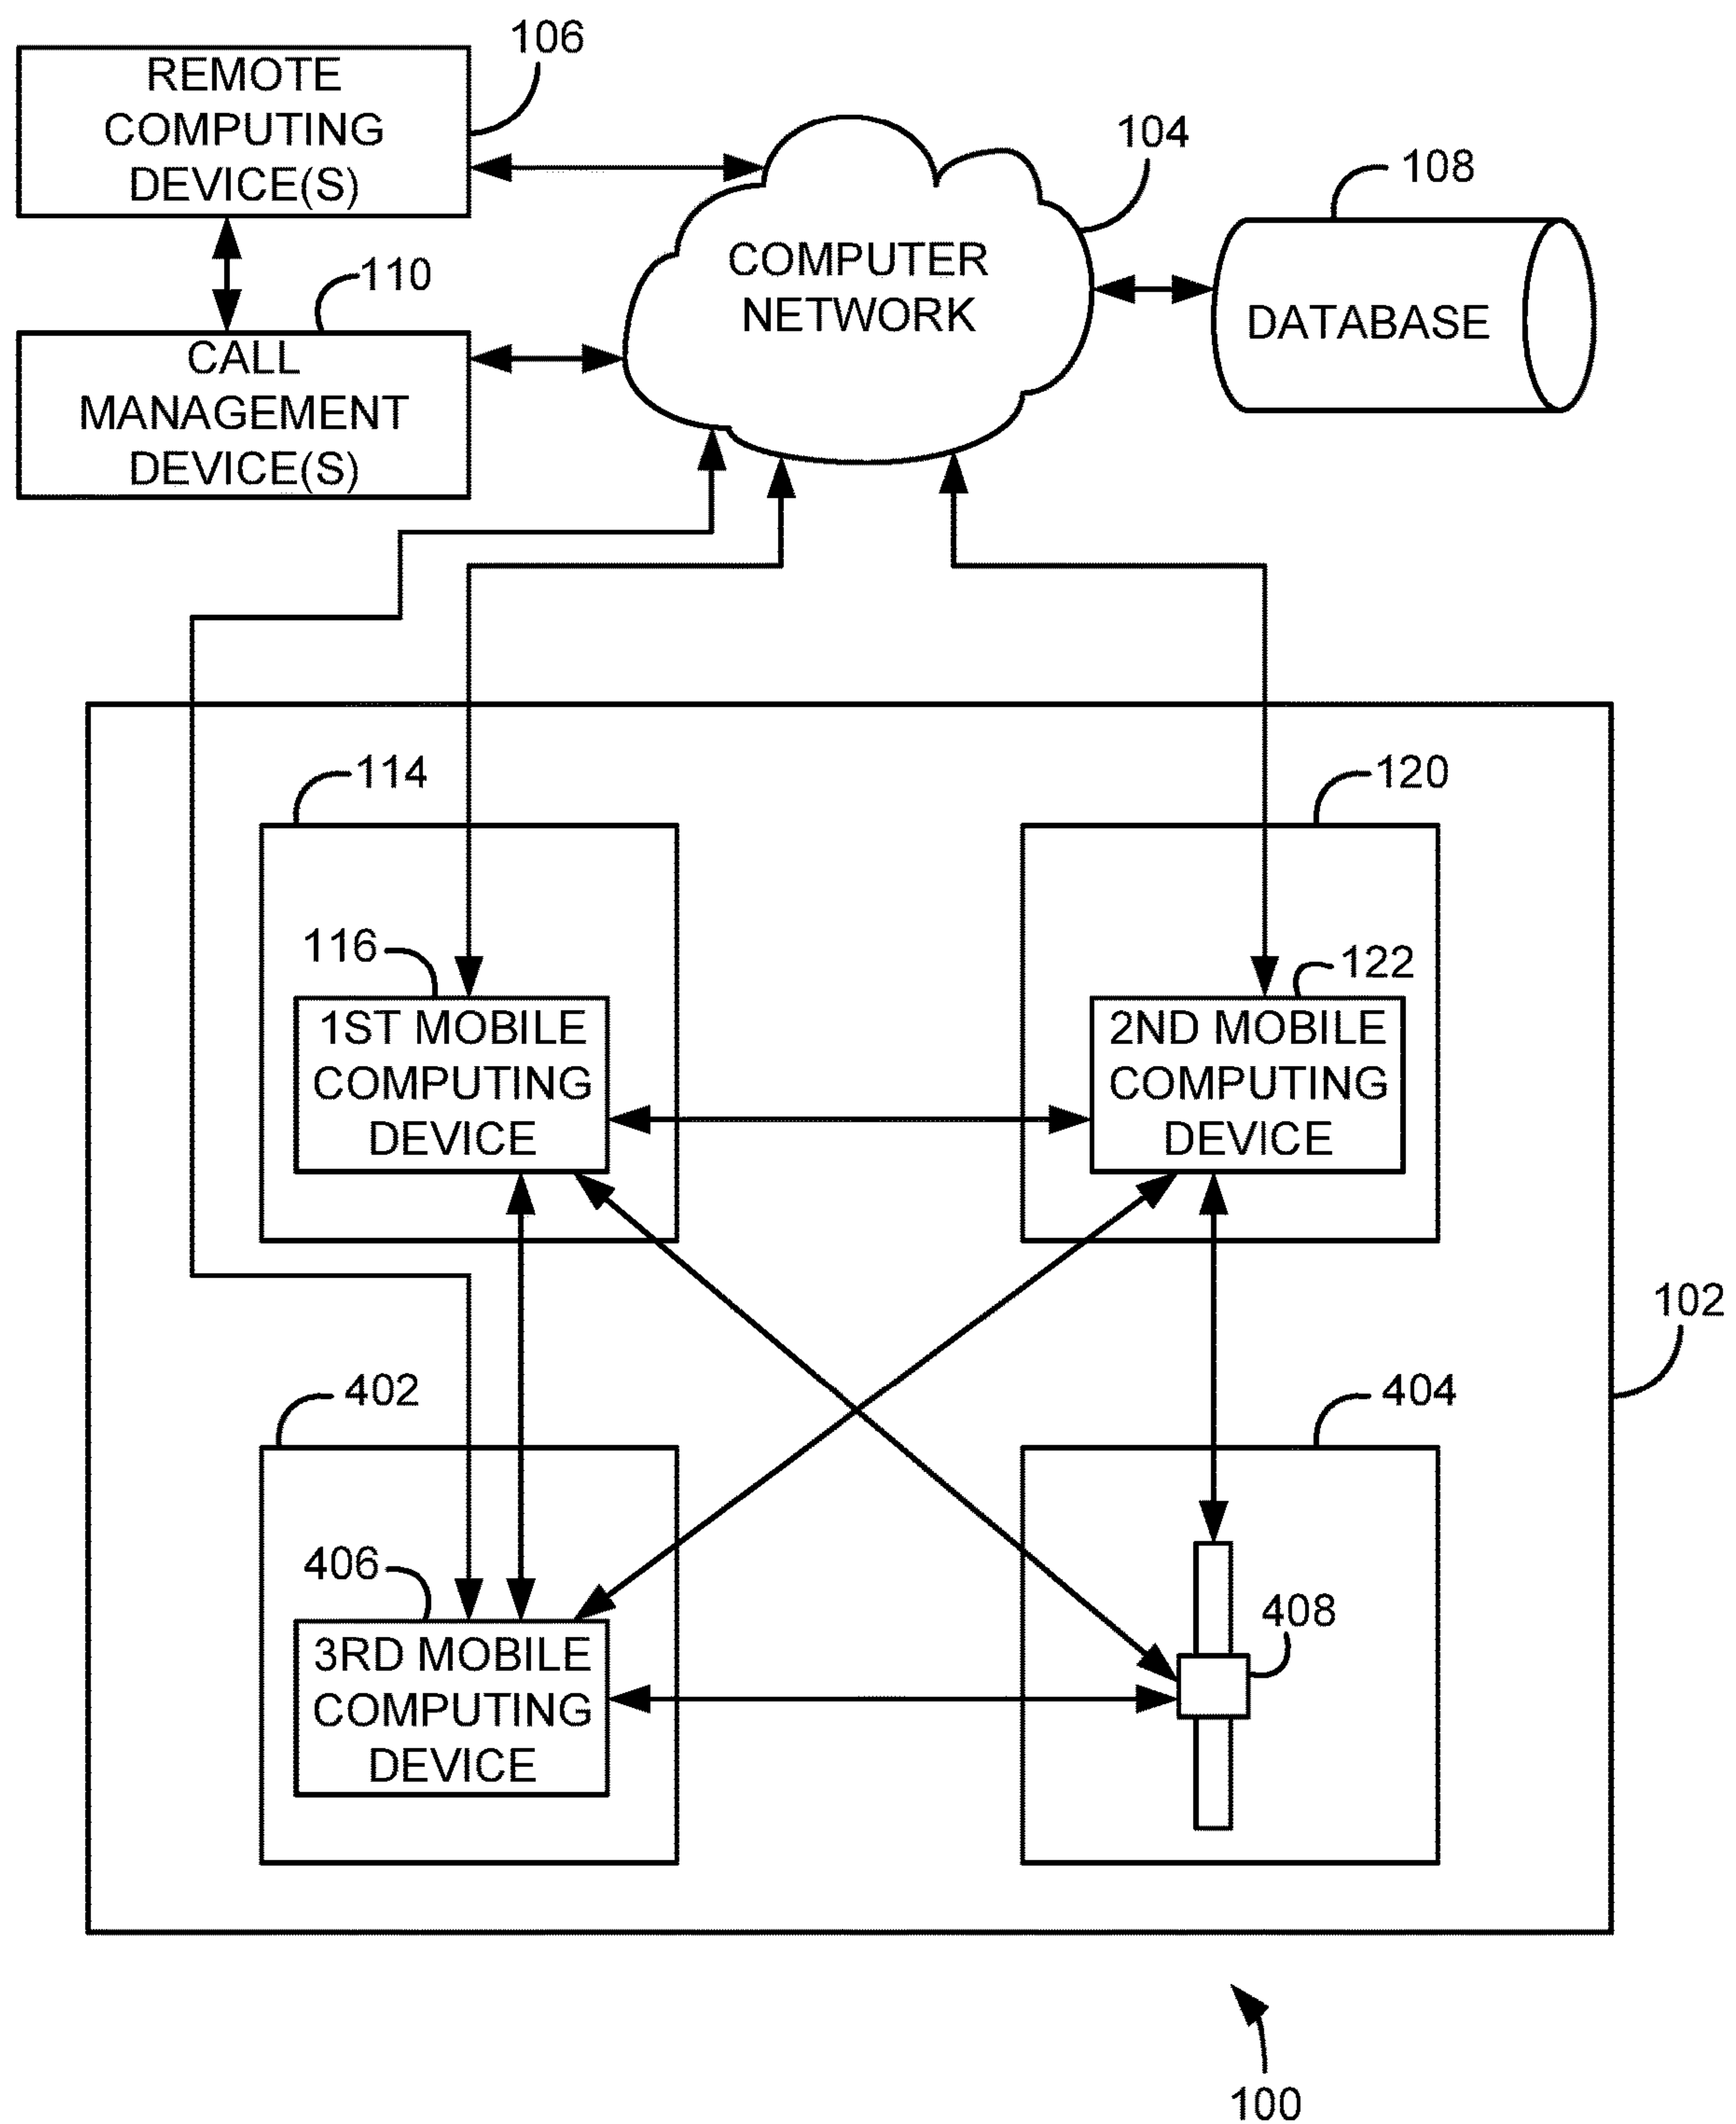 106
REMOTE
COMPUTING
DEVICE(S)
104
108
COMPUTER
NETWORK
DATABASE
110
CALL
MANAGEMENT
DEVICE(S)
114
120
116
122
1ST MOBILE
COMPUTING
DEVICE
2ND MOBILE
COMPUTING
DEVICE
102
402
404
406
408
3RD MOBILE
COMPUTING
DEVICE
100